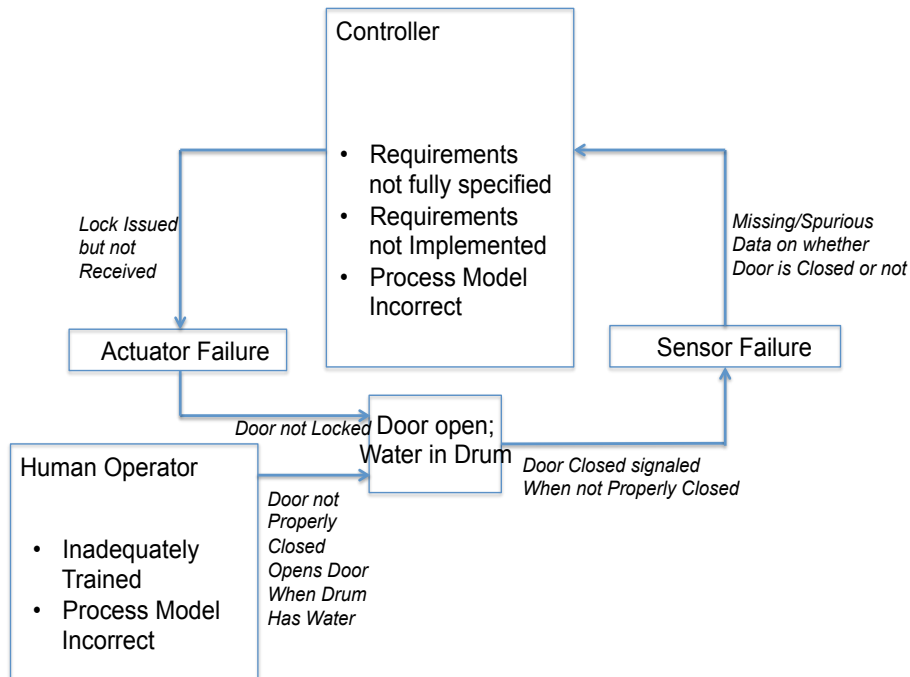 Controller
• Requirements
not fully specified
• Requirements
not Implemented
• Process Model
Incorrect
Lock Issued
but not
Received
Missing/Spurious
Data on whether
Door is Closed or not
Actuator Failure
Sensor Failure
Door not Locked
Door open;
Water in Drum
Door Closed signaled
When not Properly Closed
Human Operator
• Inadequately
Trained
• Process Model
Incorrect
Door not
Properly
Closed
Opens Door
When Drum
Has Water